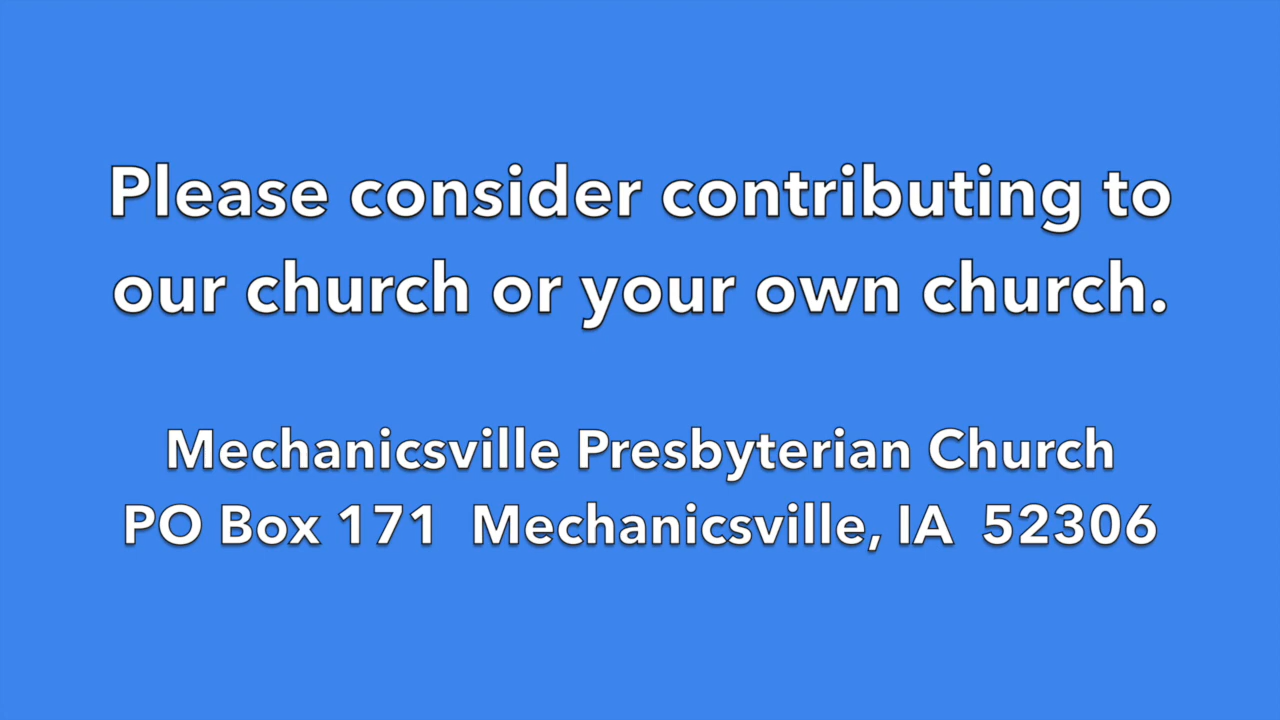 Please consider contributing to
our church or your own church.
Mechanicsville Presbyterian Church
PO Box 171  Mechanicsville, IA  52306